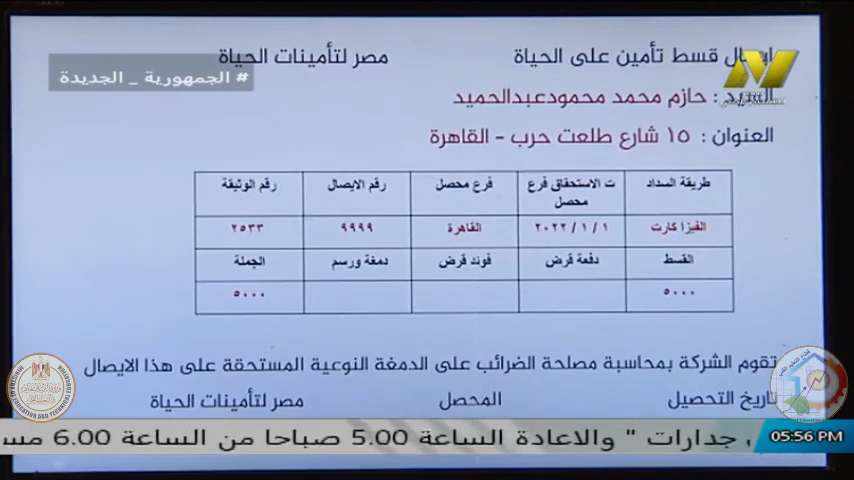 إيصال قسط تأمين على الحياة مصر لتأمينات الحياة
# الجمهورية _ الجديدة
السيد : حازم محمد محمودعبدالحميد
العنوان : ١٥ شارع طلعت حرب - القاهرة
طريقة السداد ت الاستحقاق فرع محصل فرع محصل رقم الايصال رقم الوثيقة
الفيزا كارت ١ / ١ / ٢٠٢٢ القاهرة ٩٩٩٩ ٢٥٣٣
القسط دفعة قرض فوند قرض دمغة ورسم الجملة
٥٠٠٠ ٥٠٠٠
تقوم الشركة بمحاسبة مصلحة الضرائب على الدمغة النوعية المستحقة على هذا الايصال
تاريخ التحصيل المحصل مصر لتأمينات الحياة
جدارات " والاعادة الساعة 5.00 صباحا من الساعة 6.00
05:56 PM